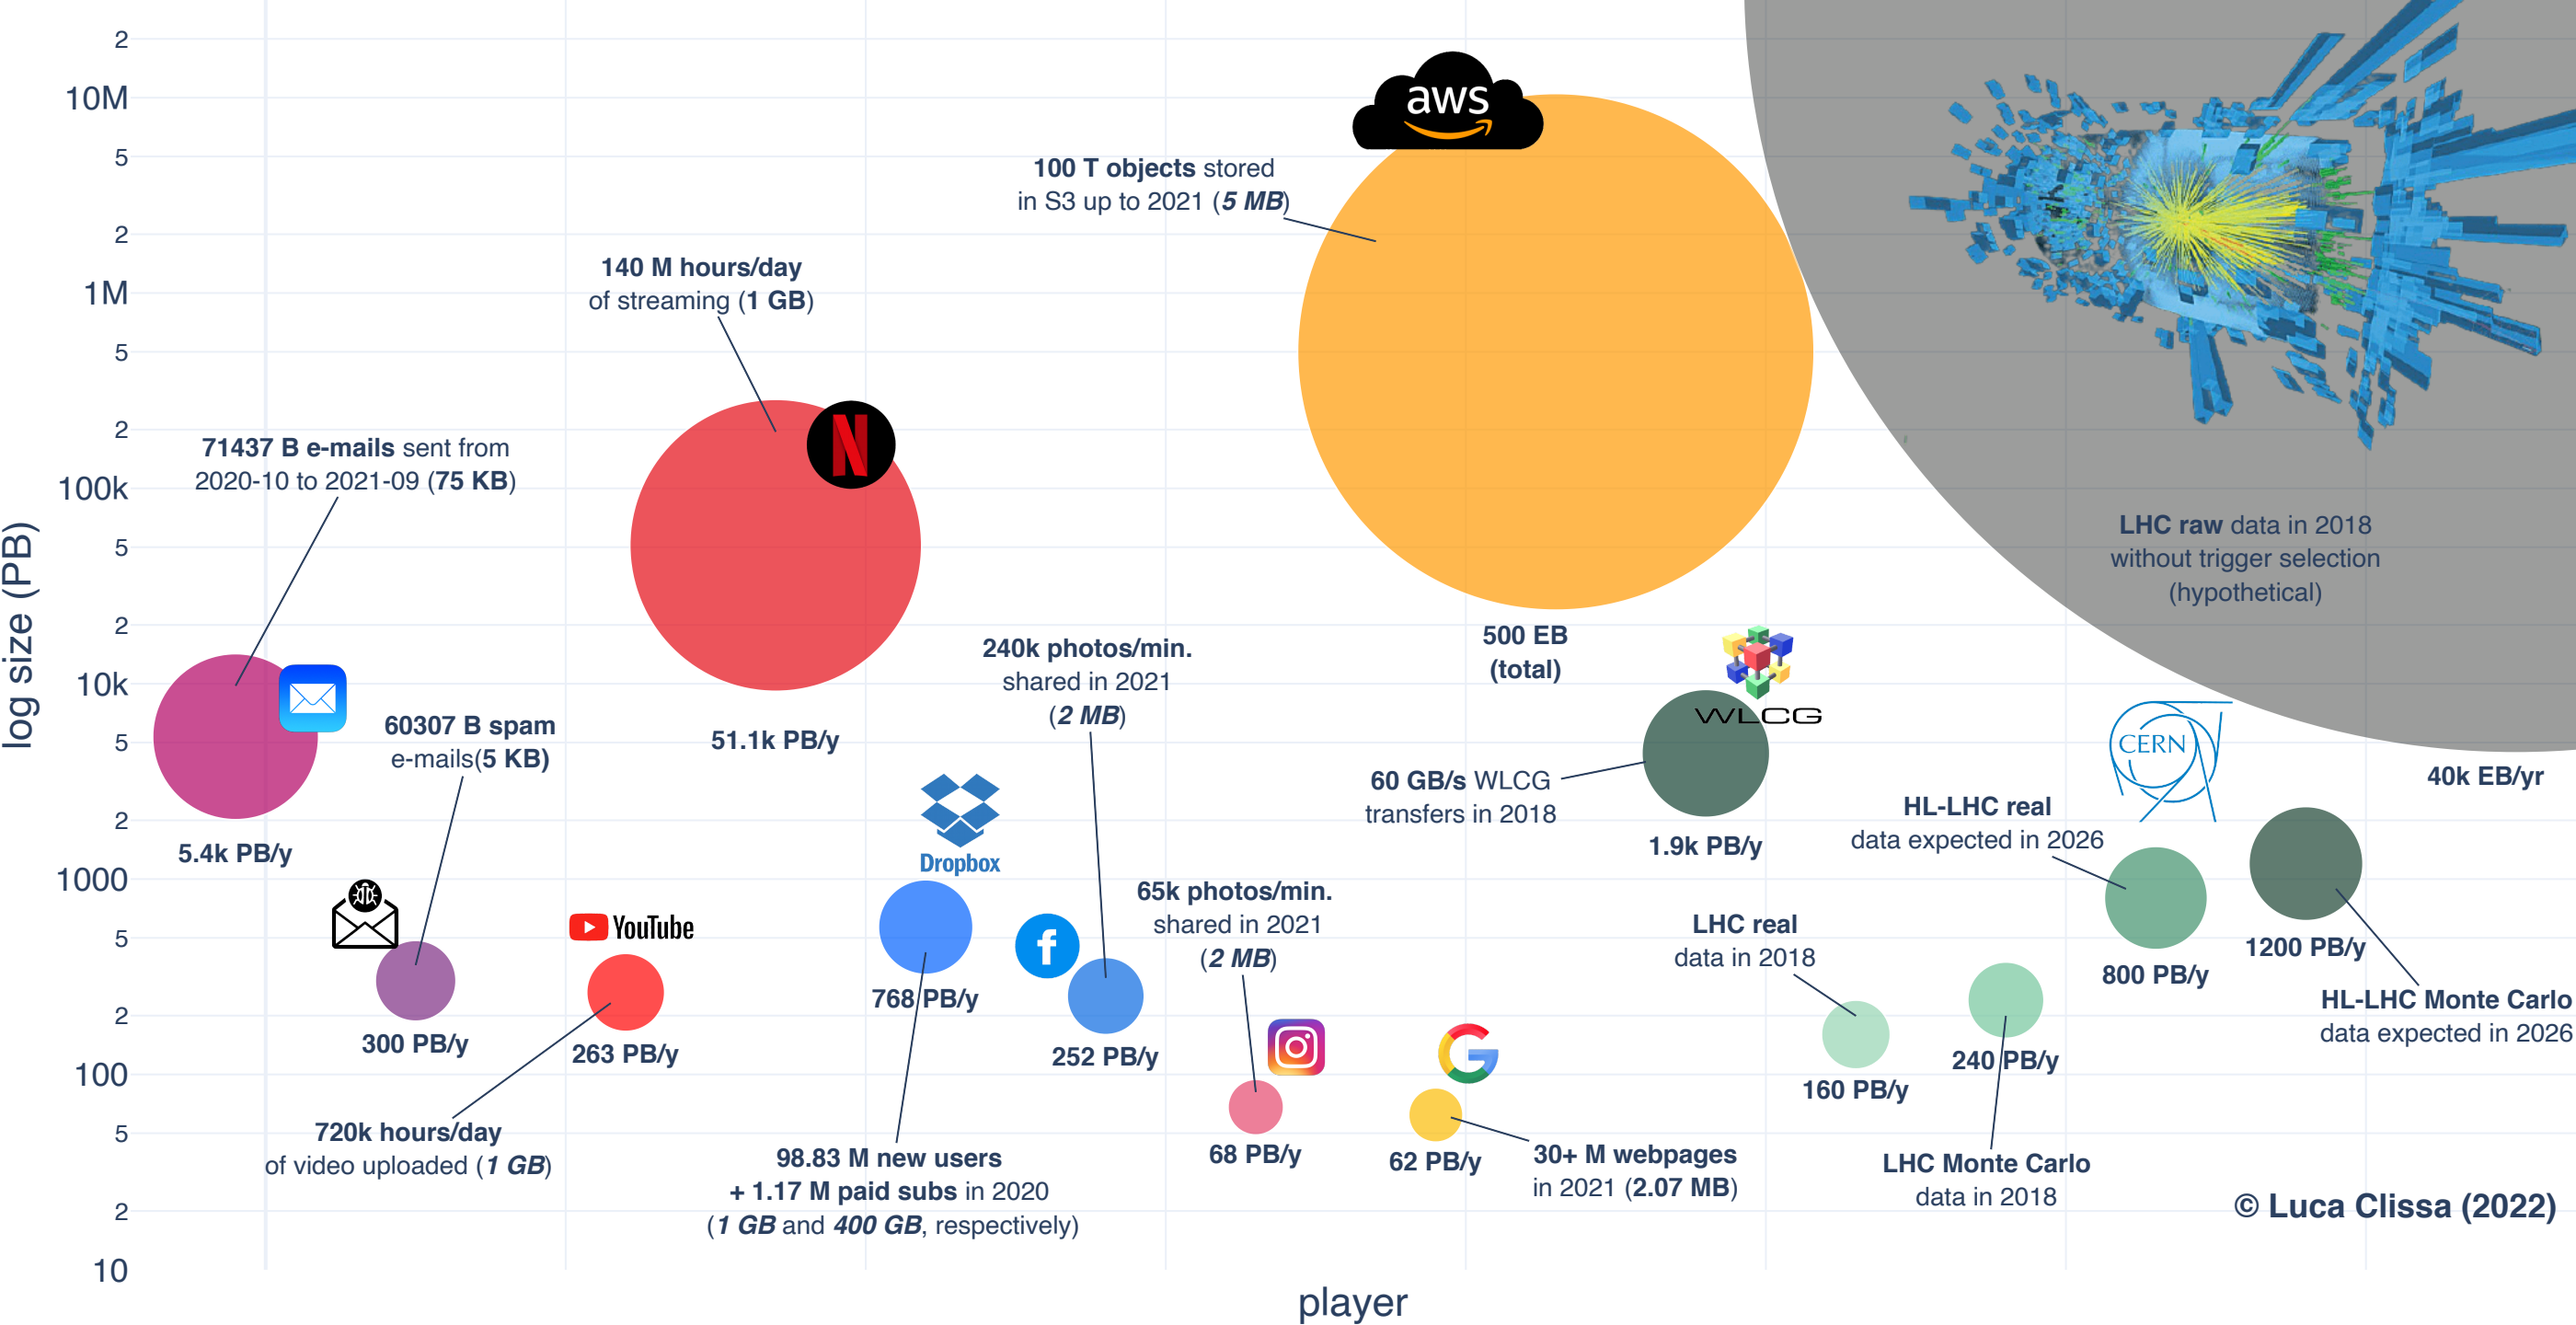 log size (PB)
2
10M
5
2
1M
5
2
100k
5
2
10k
5
2
1000
5
2
100
5
2
10
player
71437 B e-mails sent from
2020-10 to 2021-09 (75 KB)
5.4k PB/y
60307 B spam
e-mails(5 KB)
300 PB/y
YouTube
263 PB/y
720k hours/day
of video uploaded (1 GB)
140 M hours/day
of streaming (1 GB)
N
51.1k PB/y
Dropbox
768 PB/y
98.83 M new users
+ 1.17 M paid subs in 2020
(1 GB and 400 GB, respectively)
240k photos/min.
shared in 2021
(2 MB)
f
252 PB/y
65k photos/min.
shared in 2021
(2 MB)
68 PB/y
G
62 PB/y
30+ M webpages
in 2021 (2.07 MB)
aws
100 T objects stored
in S3 up to 2021 (5 MB)
500 EB
(total)
WLCG
60 GB/s WLCG
transfers in 2018
1.9k PB/y
LHC real
data in 2018
160 PB/y
240 PB/y
LHC Monte Carlo
data in 2018
CERN
HL-LHC real
data expected in 2026
800 PB/y
1200 PB/y
HL-LHC Monte Carlo
data expected in 2026
LHC raw data in 2018
without trigger selection
(hypothetical)
40k EB/yr
© Luca Clissa (2022)